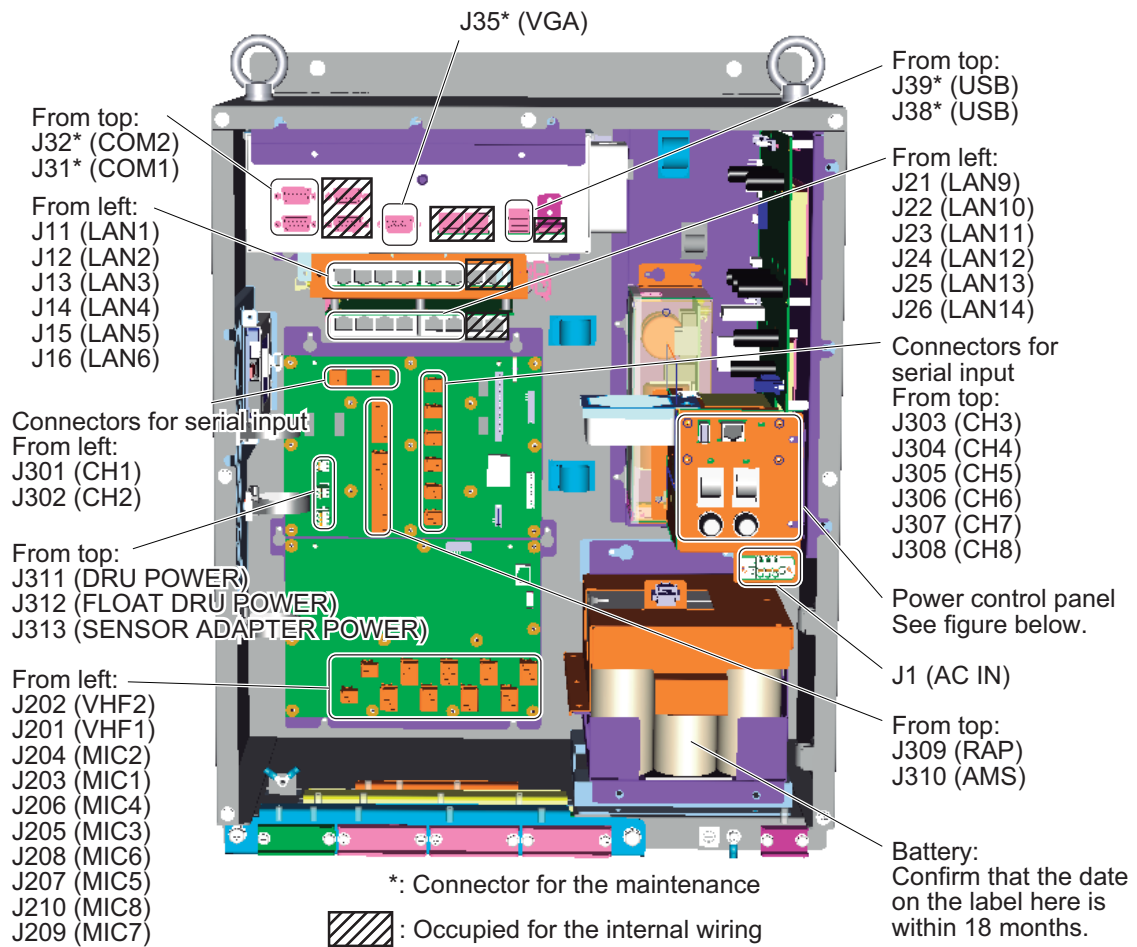 J35* (VGA)
From top:
J32* (COM2)
J31* (COM1)
From left:
J11 (LAN1)
J12 (LAN2)
J13 (LAN3)
J14 (LAN4)
J15 (LAN5)
J16 (LAN6)
Connectors for serial input
From left:
J301 (CH1)
J302 (CH2)
From top:
J311 (DRU POWER)
J312 (FLOAT DRU POWER)
J313 (SENSOR ADAPTER POWER)
From left:
J202 (VHF2)
J201 (VHF1)
J204 (MIC2)
J203 (MIC1)
J206 (MIC4)
J205 (MIC3)
J208 (MIC6)
J207 (MIC5)
J210 (MIC8)
J209 (MIC7)
From top:
J39* (USB)
J38* (USB)
From left:
J21 (LAN9)
J22 (LAN10)
J23 (LAN11)
J24 (LAN12)
J25 (LAN13)
J26 (LAN14)
Connectors for
serial input
From top:
J303 (CH3)
J304 (CH4)
J305 (CH5)
J306 (CH6)
J307 (CH7)
J308 (CH8)
Power control panel
See figure below.
J1 (AC IN)
From top:
J309 (RAP)
J310 (AMS)
Battery:
Confirm that the date
on the label here is
within 18 months.
*: Connector for the maintenance
: Occupied for the internal wiring